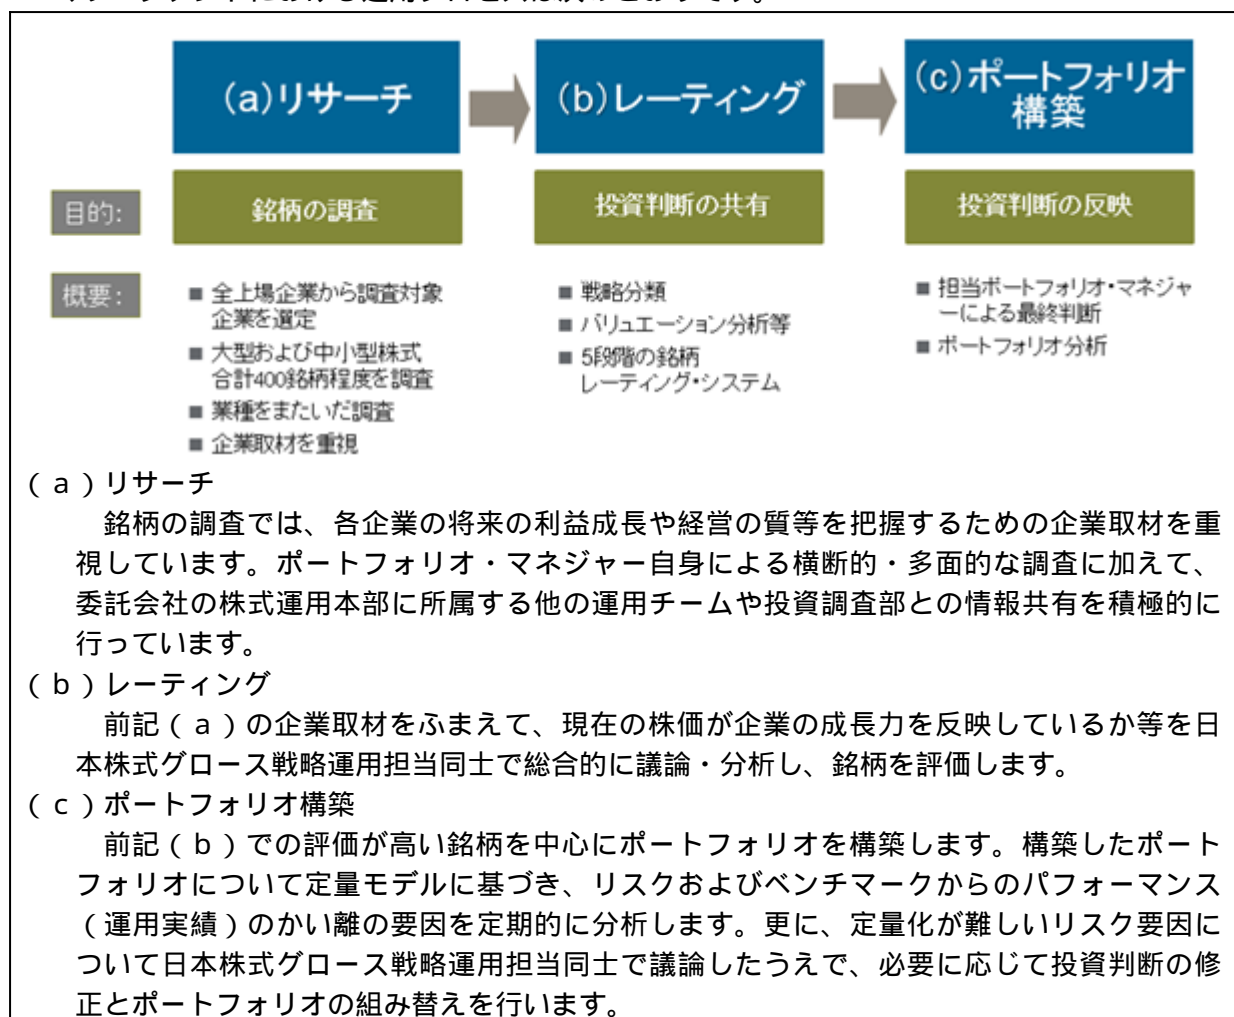 (a)リサーチ
(b)レーティング
(c)ポートフォリオ
構築
目的:
銘柄の調査
投資判断の共有
投資判断の反映
概要:
■ 全上場企業から調査対象
企業を選定
■ 大型および中小型株式
合計400銘柄程度を調査
■ 業種をまたいだ調査
■ 企業取材を重視
■ 戦略分類
■ バリュエーション分析等
■ 5段階の銘柄
レーティング・システム
■ 担当ポートフォリオ・マネジャ
ーによる最終判断
■ ポートフォリオ分析
(a)リサーチ
銘柄の調査では、各企業の将来の利益成長や経営の質等を把握するための企業取材を重
視しています。ポートフォリオ・マネジャー自身による横断的・多面的な調査に加えて、
委託会社の株式運用本部に所属する他の運用チームや投資調査部との情報共有を積極的に
行っています。
(b)レーティング
前記(a)の企業取材をふまえて、現在の株価が企業の成長力を反映しているか等を日
本株式グロース戦略運用担当同士で総合的に議論・分析し、銘柄を評価します。
(c)ポートフォリオ構築
前記(b)での評価が高い銘柄を中心にポートフォリオを構築します。構築したポート
フォリオについて定量モデルに基づき、リスクおよびベンチマークからのパフォーマンス
(運用実績)のかい離の要因を定期的に分析します。更に、定量化が難しいリスク要因に
ついて日本株式グロース戦略運用担当同士で議論したうえで、必要に応じて投資判断の修
正とポートフォリオの組み替えを行います。